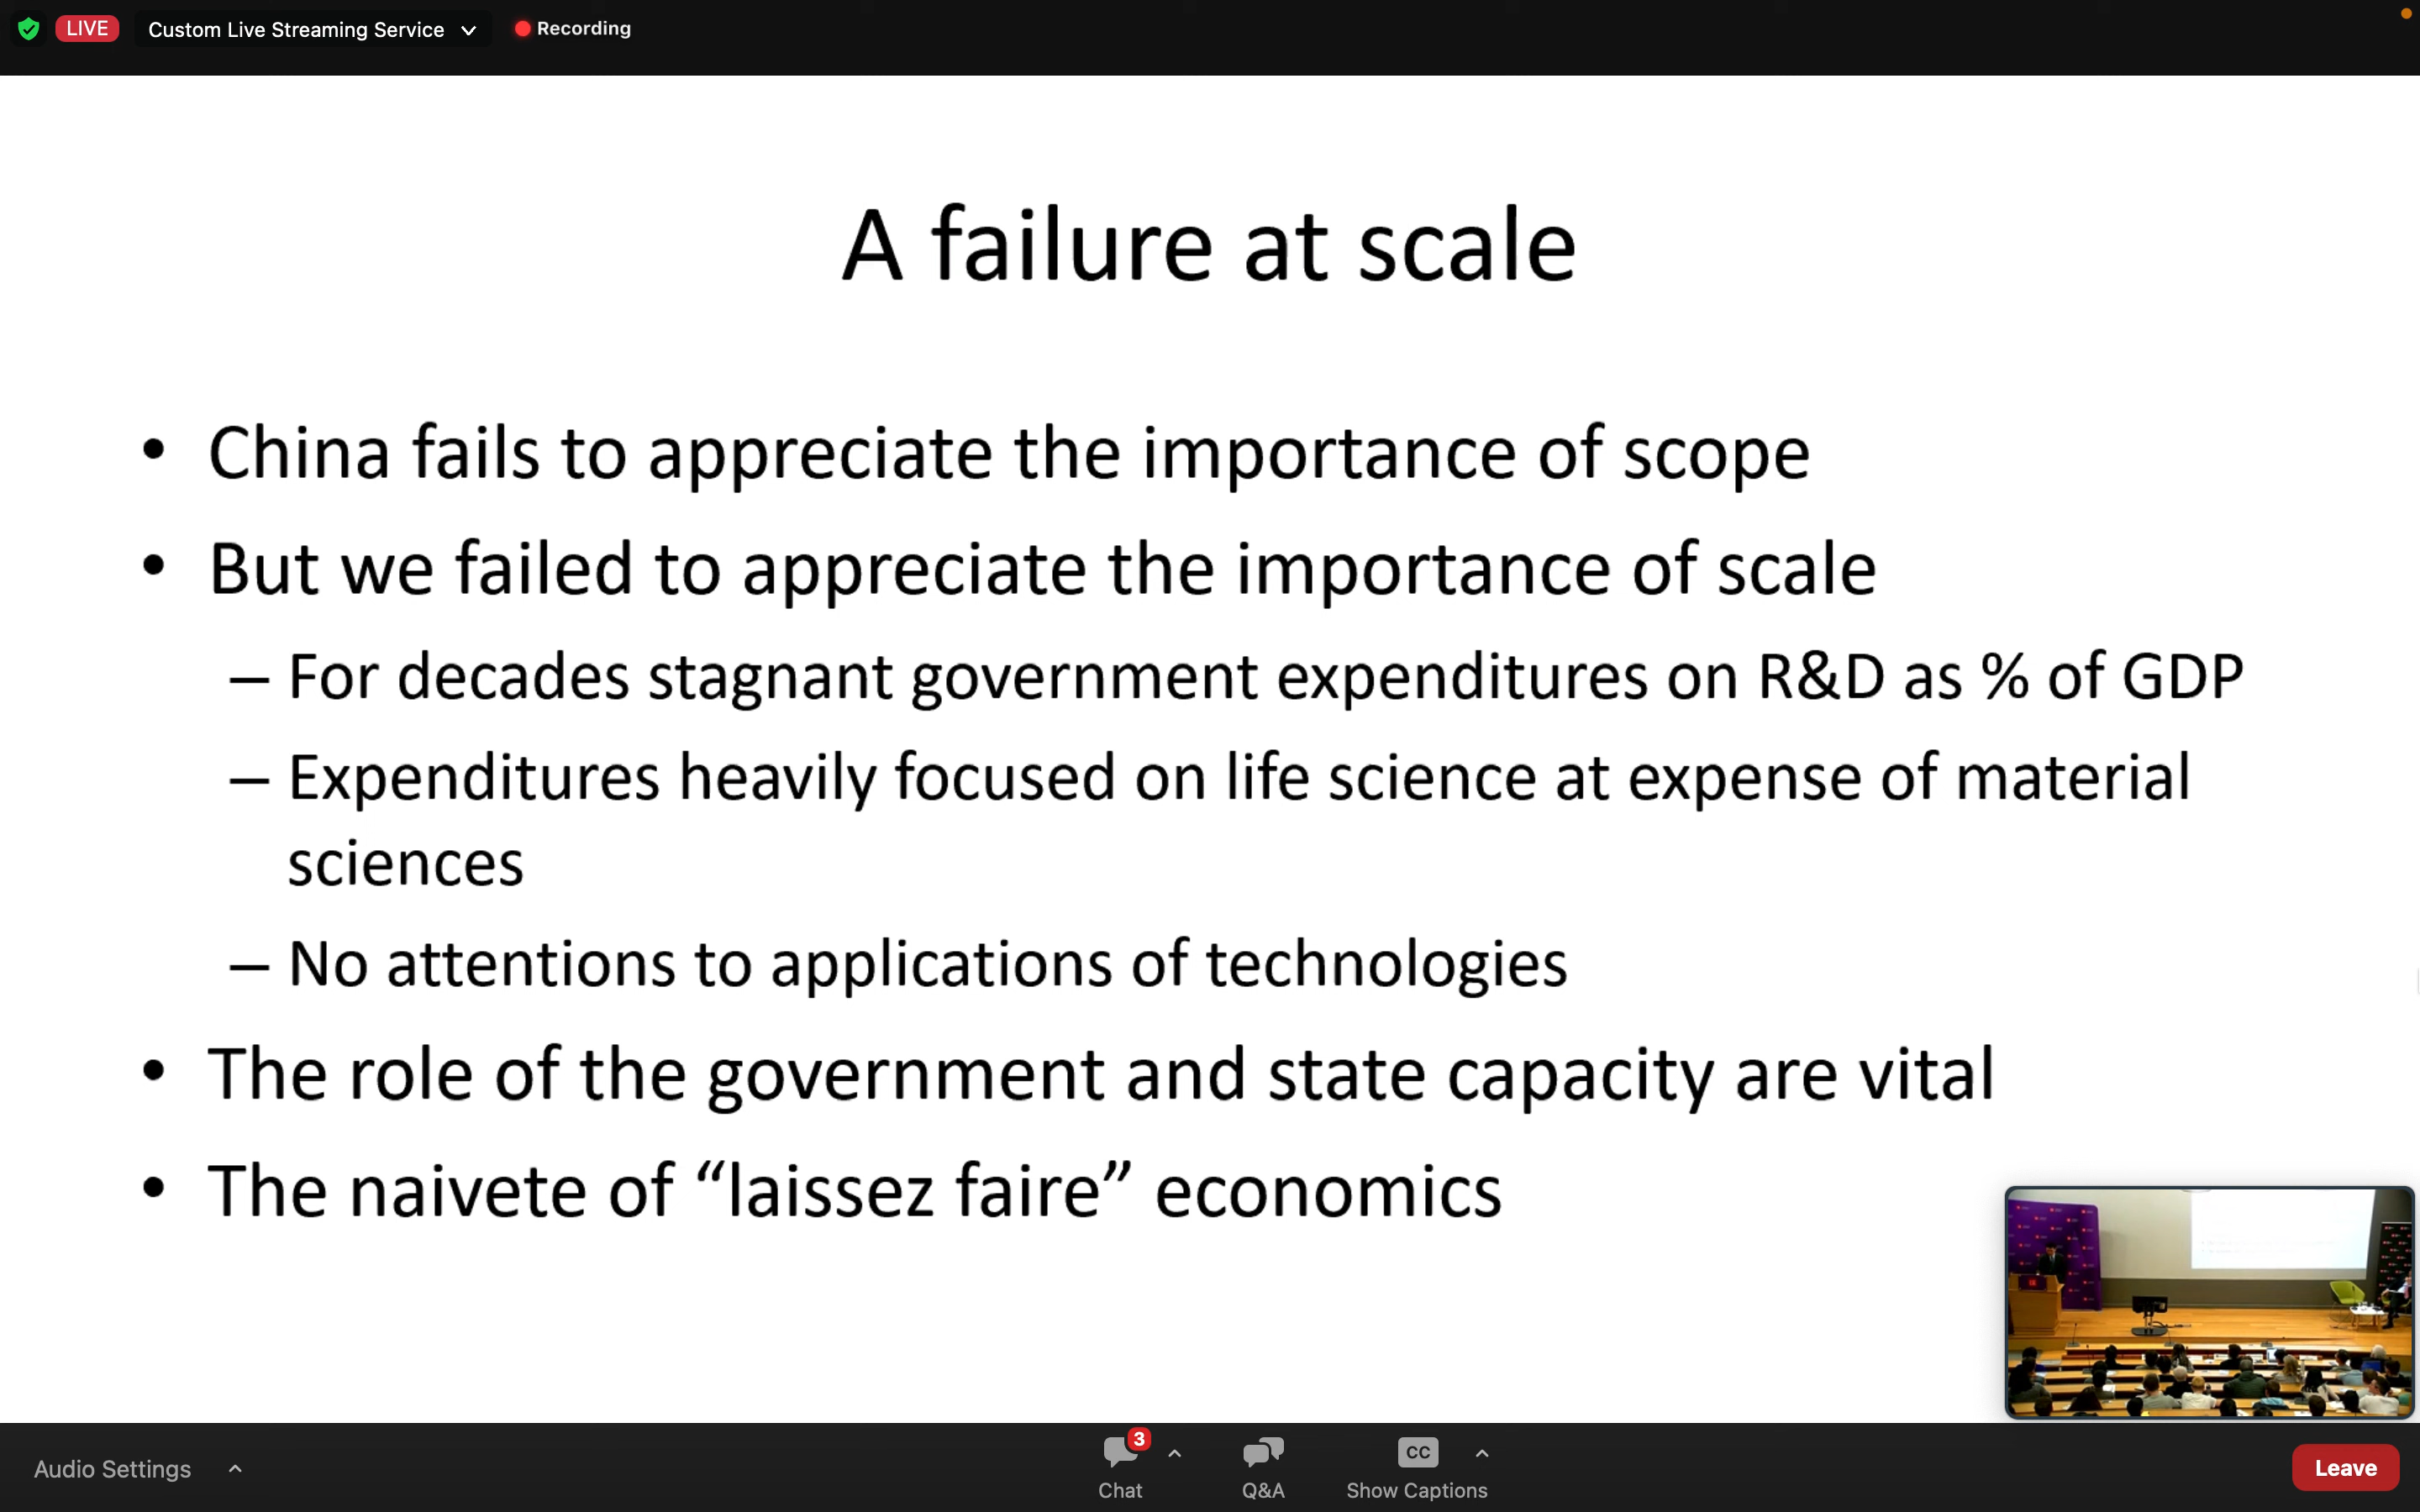 LIVE
Custom Live Streaming Service
Recording
A failure at scale
• China fails to appreciate the importance of scope
• But we failed to appreciate the importance of scale
– For decades stagnant government expenditures on R&D as % of GDP
– Expenditures heavily focused on life science at expense of material
sciences
– No attentions to applications of technologies
• The role of the government and state capacity are vital
• The naivete of “laissez faire” economics
Audio Settings
3
Chat
Q&A
CC
Show Captions
Leave